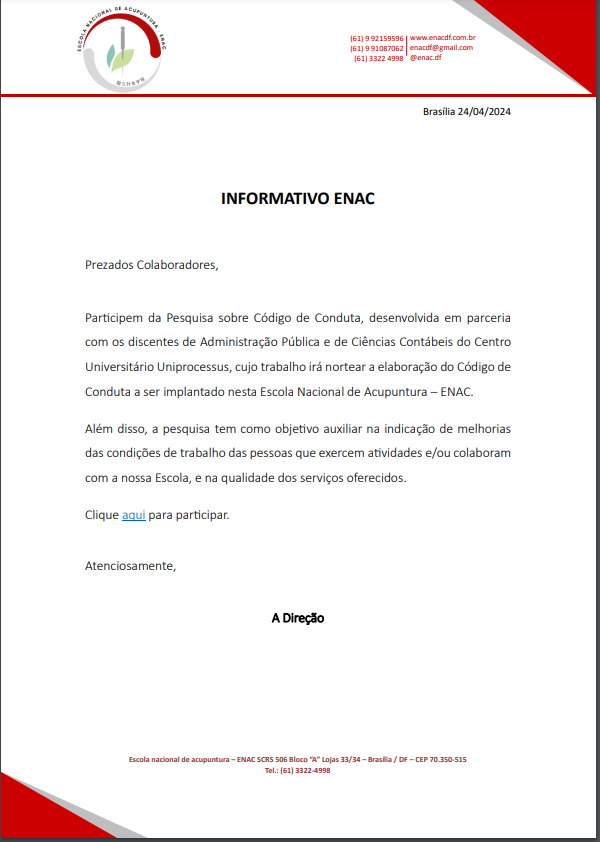 ESCOLA NACIONAL DE ACUPUNTURA - ENAC
(61) 9 92159596 www.enacdf.com.br
(61) 9 91087062 enacdf@gmail.com
(61) 3322 4998 @enac.df
Brasília 24/04/2024
INFORMATIVO ENAC
Prezados Colaboradores,
Participem da Pesquisa sobre Código de Conduta, desenvolvida em parceria
com os discentes de Administração Pública e de Ciências Contábeis do Centro
Universitário Uniprocessus, cujo trabalho irá nortear a elaboração do Código de
Conduta a ser implantado nesta Escola Nacional de Acupuntura – ENAC.
Além disso, a pesquisa tem como objetivo auxiliar na indicação de melhorias
das condições de trabalho das pessoas que exercem atividades e/ou colaboram
com a nossa Escola, e na qualidade dos serviços oferecidos.
Clique aqui para participar.
Atenciosamente,
A Direção
Escola nacional de acupuntura – ENAC SCRS 506 Bloco “A” Lojas 33/34 – Brasília / DF – CEP 70.350-515
Tel.: (61) 3322-4998